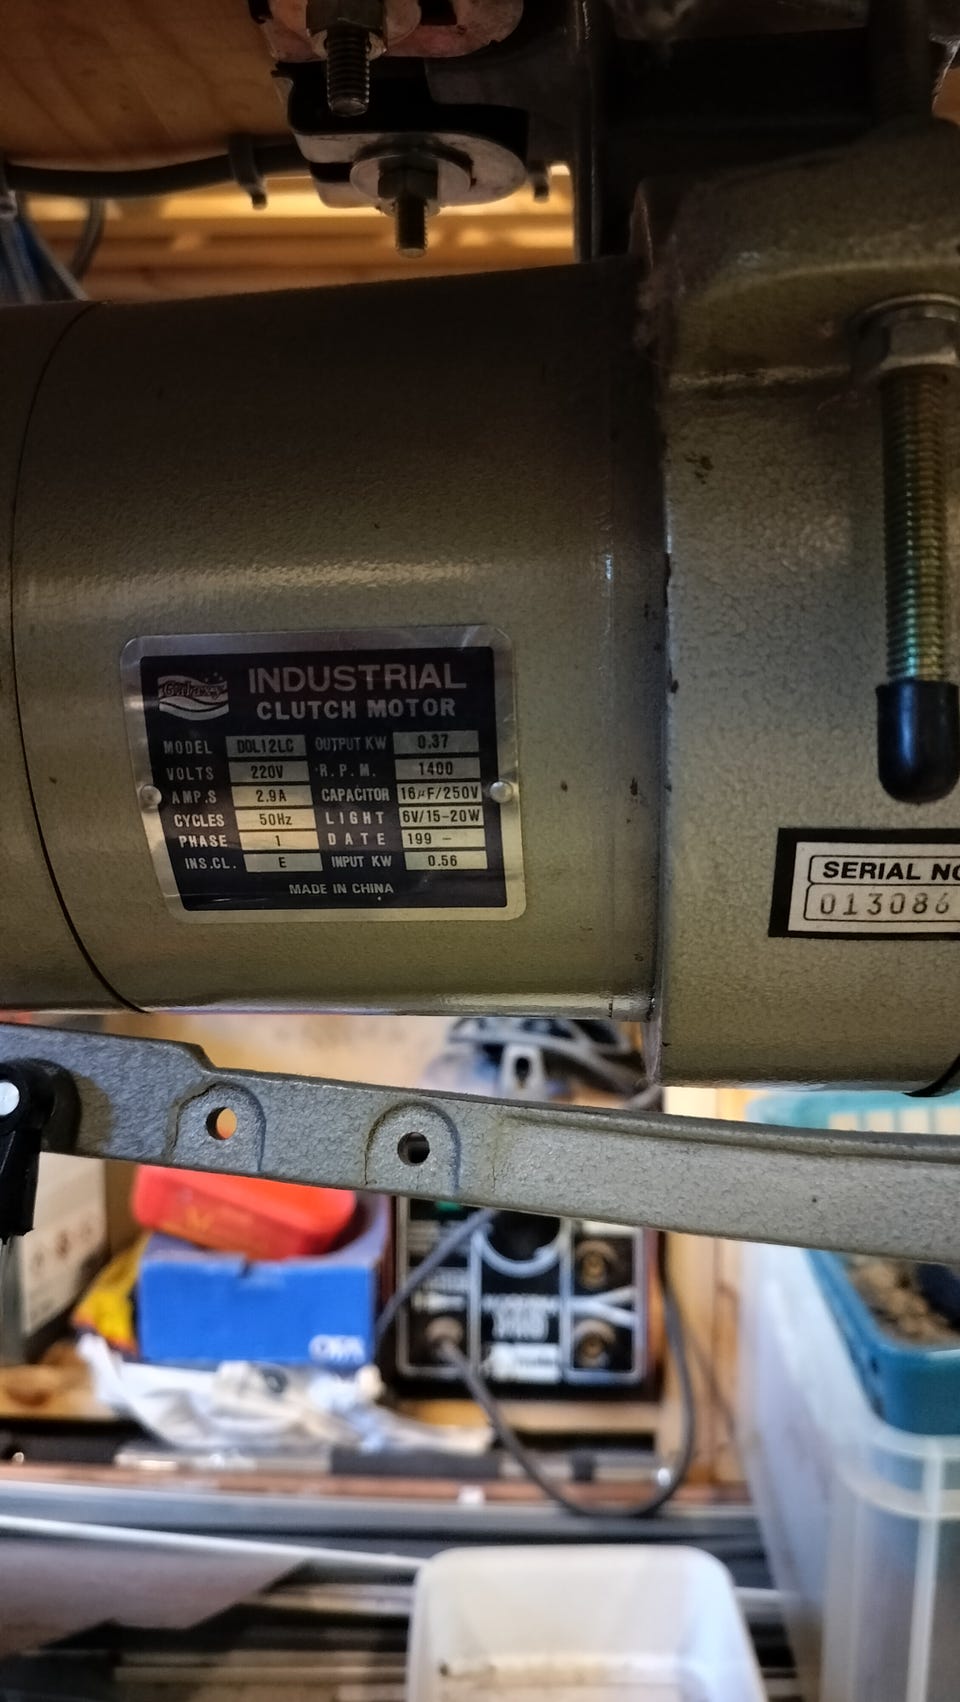 Galaxy
INDUSTRIAL
CLUTCH MOTOR
MODEL DOL12LC OUTPUT KW 0.37
VOLTS 220V R.P.M. 1400
AMP.S 2.9A CAPACITOR 16μF/250V
CYCLES 50Hz LIGHT 6V/15-20W
PHASE 1 DATE 199 -
INS.CL. E INPUT KW 0.56
MADE IN CHINA
SERIAL NO
013086